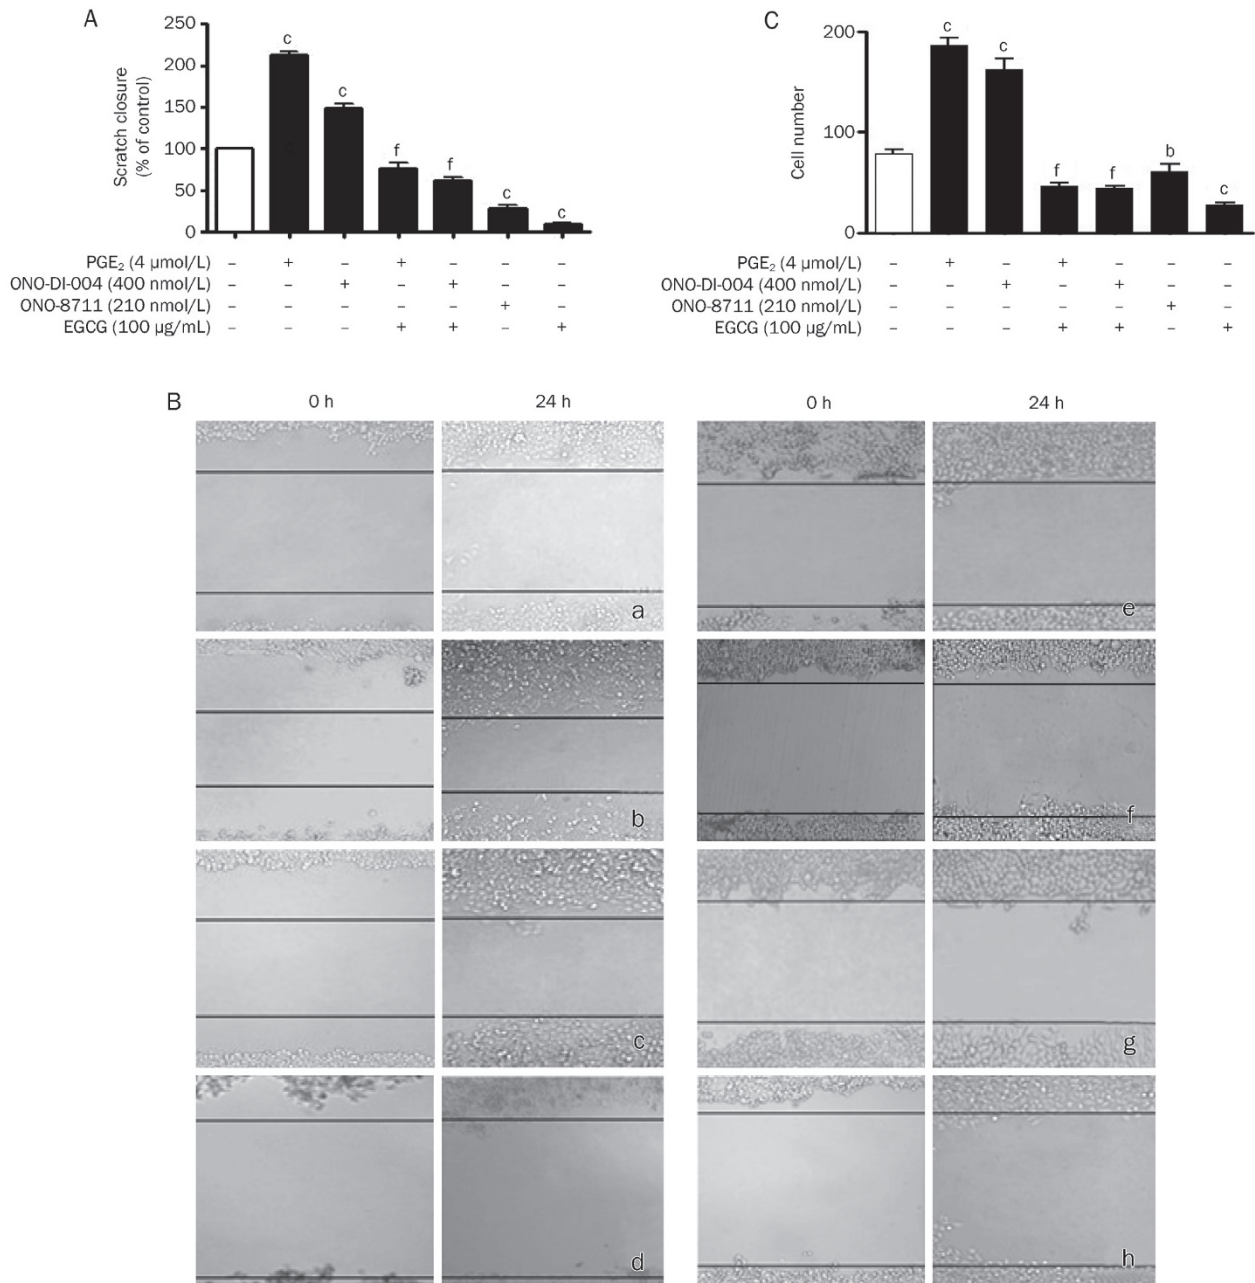 A
Scratch closure
(% of control)
250
200
150
100
50
0
c
c
f
f
c
c
PGE₂ (4 µmol/L) – + – + – – –
ONO-DI-004 (400 nmol/L) – – + – + – –
ONO-8711 (210 nmol/L) – – – – – + –
EGCG (100 µg/mL) – – – + + – +
C
Cell number
200
100
0
c
c
f
f
b
c
PGE₂ (4 µmol/L) – + – + – – –
ONO-DI-004 (400 nmol/L) – – + – + – –
ONO-8711 (210 nmol/L) – – – – – + –
EGCG (100 µg/mL) – – – + + – +
B
0 h 24 h 0 h 24 h
a e
b f
c g
d h